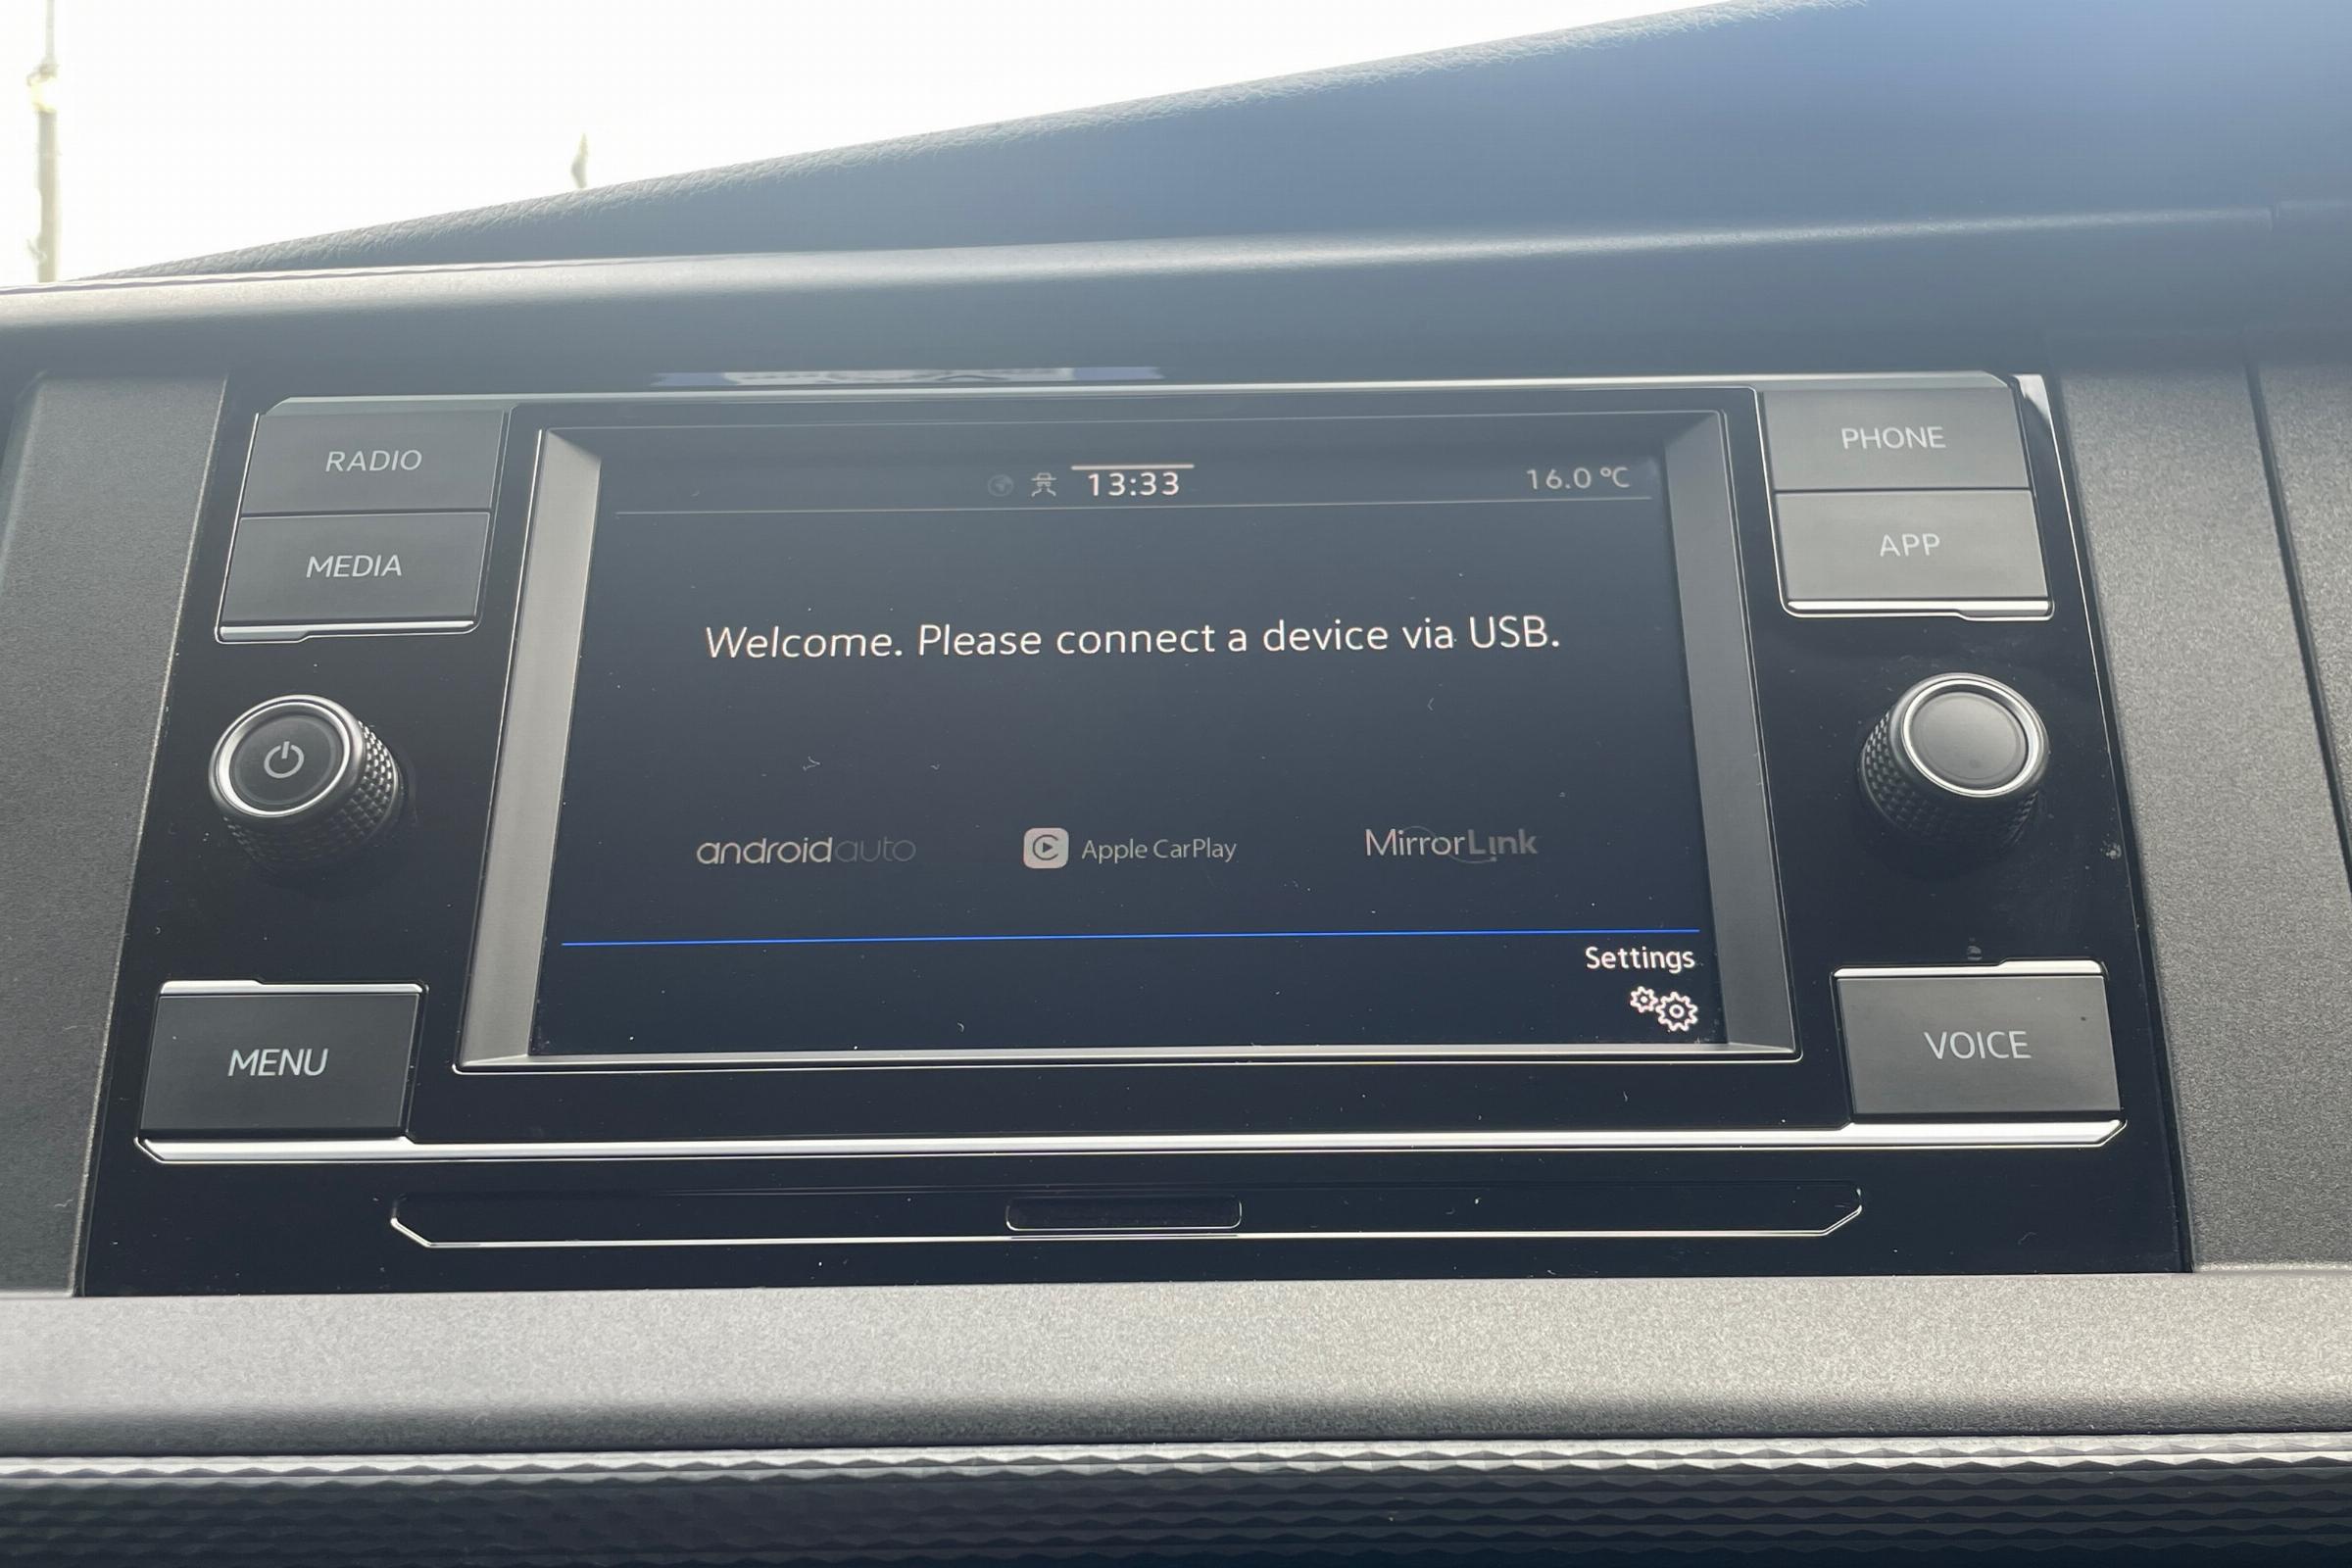 RADIO
MEDIA
MENU
13:33
16.0 °C
Welcome. Please connect a device via USB.
androidauto
Apple CarPlay
MirrorLink
Settings
PHONE
APP
VOICE